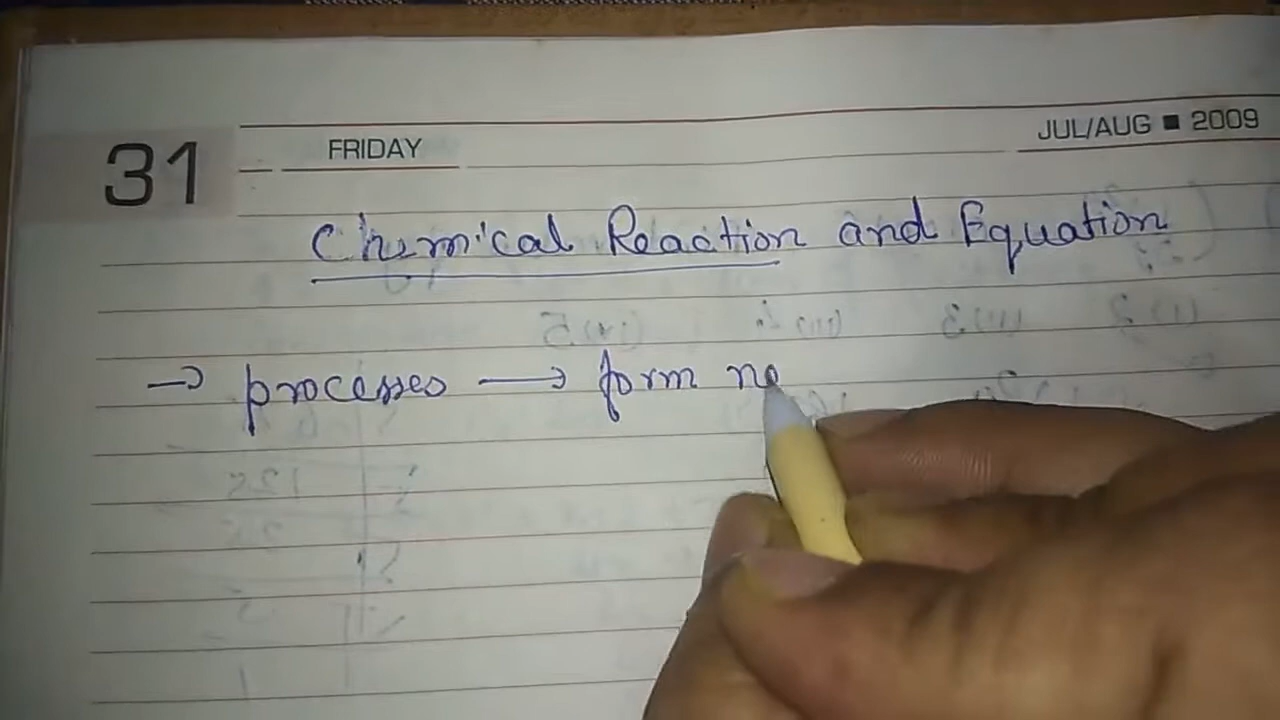 31 FRIDAY JUL/AUG ■ 2009
Chemical Reaction and Equation
→ processes → form ne